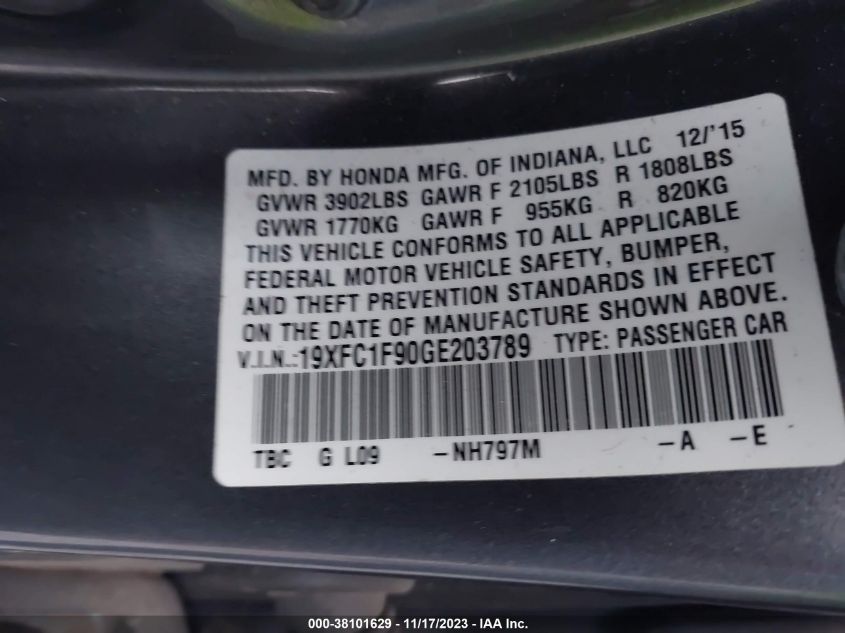 MFD. BY HONDA MFG. OF INDIANA, LLC 12/'15
GVWR 3902LBS GAWR F 2105LBS R 1808LBS
GVWR 1770KG GAWR F 955KG R 820KG
THIS VEHICLE CONFORMS TO ALL APPLICABLE
FEDERAL MOTOR VEHICLE SAFETY, BUMPER,
AND THEFT PREVENTION STANDARDS IN EFFECT
ON THE DATE OF MANUFACTURE SHOWN ABOVE.
V.I.N.:19XFC1F90GE203789 TYPE: PASSENGER CAR
TBC G L09 -NH797M -A -E
000-38101629 - 11/17/2023 - IAA Inc.